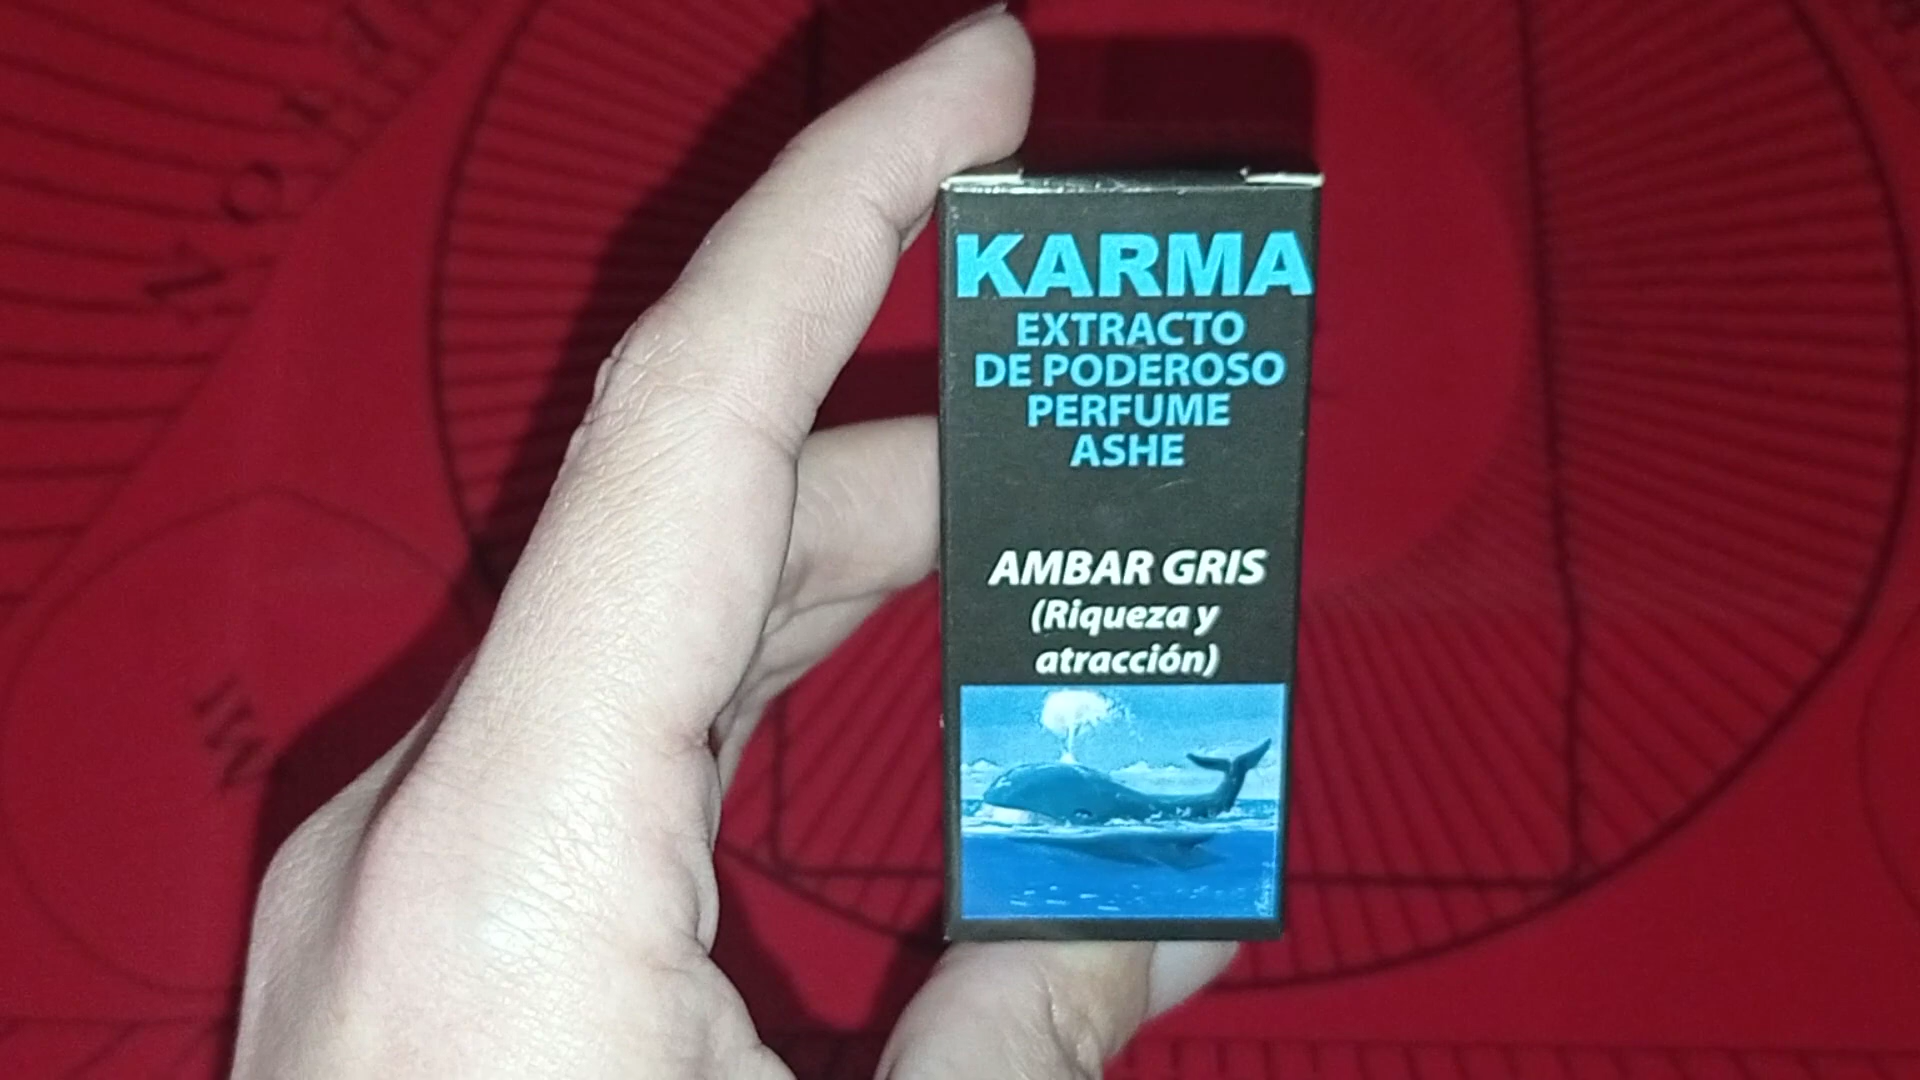 KARMA
EXTRACTO
DE PODEROSO
PERFUME
ASHE
AMBAR GRIS
(Riqueza y
atracción)